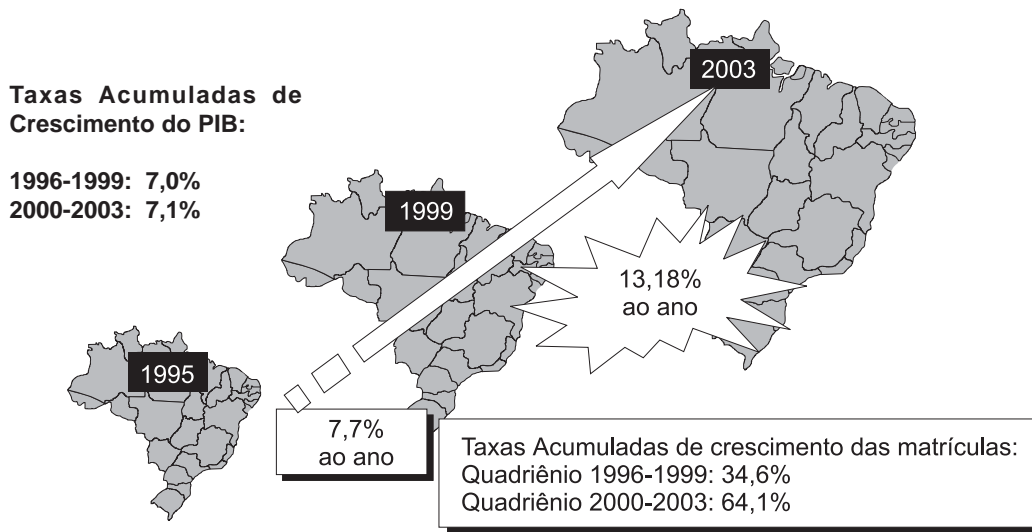 2003
Taxas Acumuladas de
Crescimento do PIB:
1996-1999: 7,0%
2000-2003: 7,1%
1999
13,18%
ao ano
1995
7,7%
ao ano
Taxas Acumuladas de crescimento das matrículas:
Quadriênio 1996-1999: 34,6%
Quadriênio 2000-2003: 64,1%